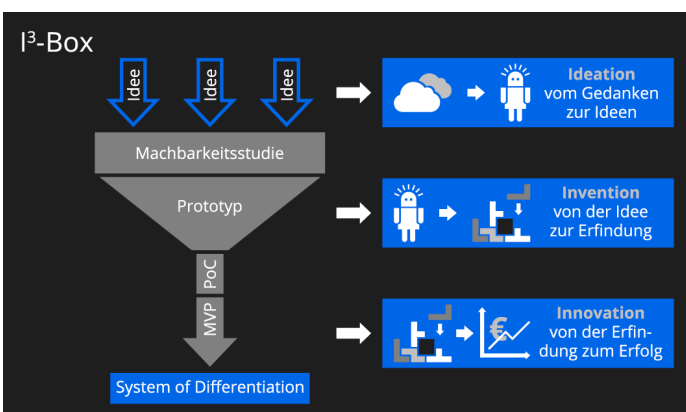 I³-Box
Idee
Idee
Idee
Machbarkeitsstudie
Prototyp
PoC
MVP
System of Differentiation
Ideation
vom Gedanken
zur Ideen
Invention
von der Idee
zur Erfindung
€
Innovation
von der Erfin-
dung zum Erfolg